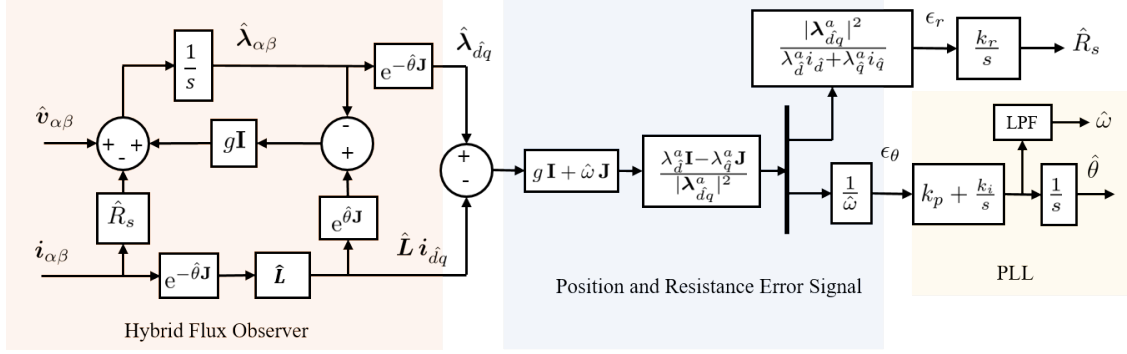 v̂_αβ
+ + -
R̂_s
i_αβ
1/s
λ̂_αβ
gI
- +
e^{θ̂J}
e^{-θ̂J}
L̂
e^{-θ̂J}
λ̂_d̂q̂
+ -
L̂ i_d̂q̂
Hybrid Flux Observer
g I + ω̂ J
(λ^a_d̂ I − λ^a_q̂ J) / |λ^a_d̂q̂|²
|λ^a_d̂q̂|² / (λ^a_d̂ i_d̂ + λ^a_q̂ i_q̂)
1/ω̂
Position and Resistance Error Signal
ϵ_r
k_r/s
R̂_s
ϵ_θ
k_p + k_i/s
LPF
ω̂
1/s
θ̂
PLL